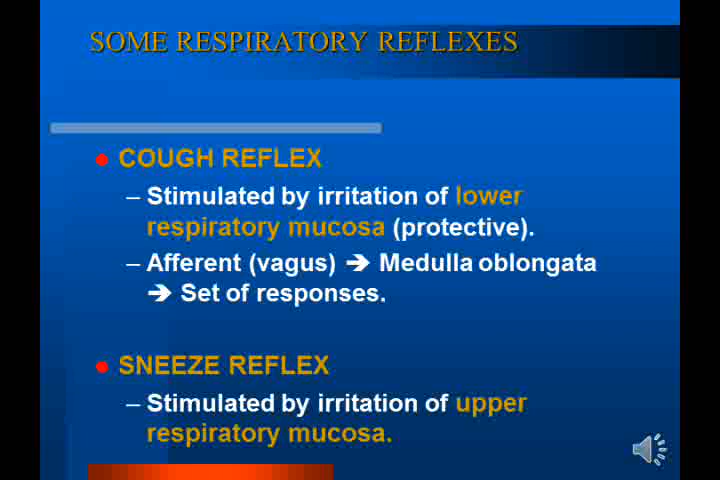 SOME RESPIRATORY REFLEXES
● COUGH REFLEX
– Stimulated by irritation of lower
respiratory mucosa (protective).
– Afferent (vagus) ➔ Medulla oblongata
➔ Set of responses.
● SNEEZE REFLEX
– Stimulated by irritation of upper
respiratory mucosa.